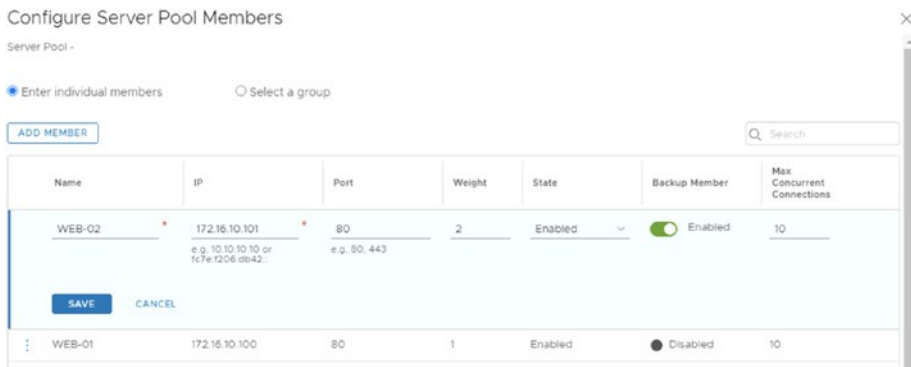 Configure Server Pool Members
Server Pool -
Enter individual members Select a group
ADD MEMBER Search
Name IP Port Weight State Backup Member Max Concurrent Connections
WEB-02 * 172.16.10.101 * 80 2 Enabled Enabled 10
e.g. 10.10.10.10 or e.g. 80, 443
fc7e:f206:db42::
SAVE CANCEL
WEB-01 172.16.10.100 80 1 Enabled Disabled 10